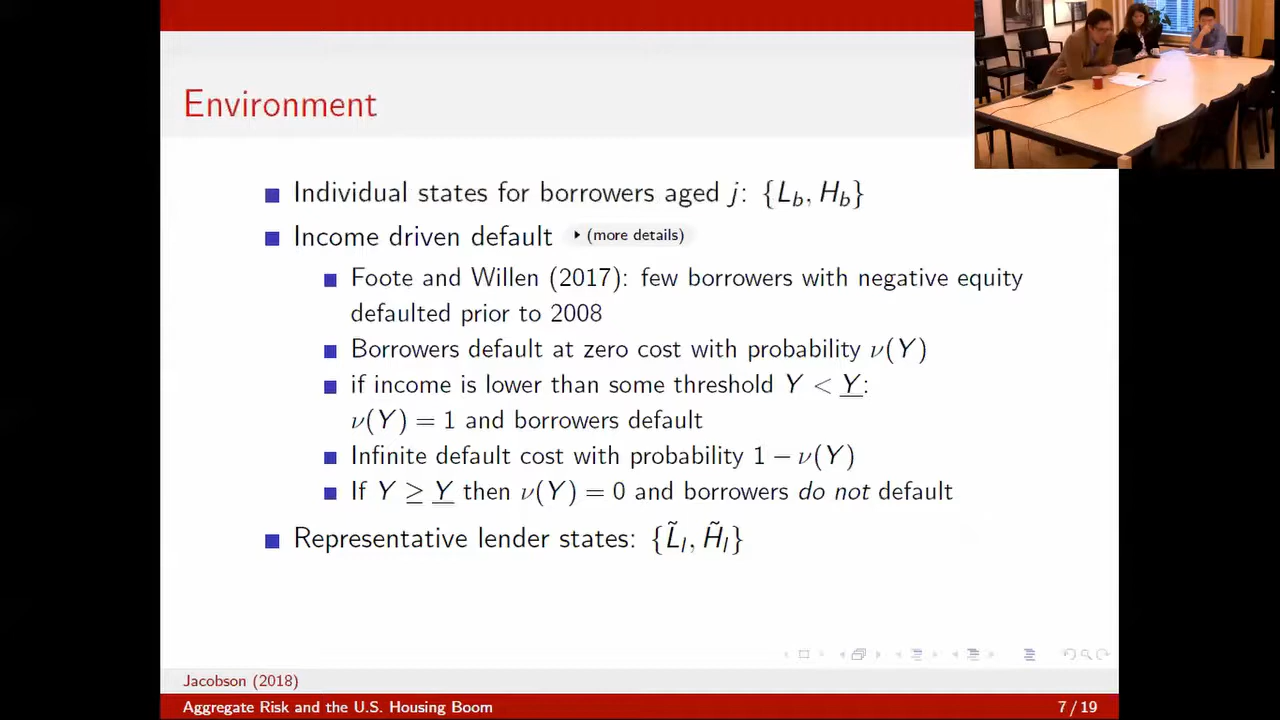 Environment
Individual states for borrowers aged j: {L_b, H_b}
Income driven default (more details)
Foote and Willen (2017): few borrowers with negative equity
defaulted prior to 2008
Borrowers default at zero cost with probability ν(Y)
if income is lower than some threshold Y < Y̲:
ν(Y) = 1 and borrowers default
Infinite default cost with probability 1 − ν(Y)
If Y ≥ Y̲ then ν(Y) = 0 and borrowers do not default
Representative lender states: {L̃_l, H̃_l}
Jacobson (2018)
Aggregate Risk and the U.S. Housing Boom 7 / 19